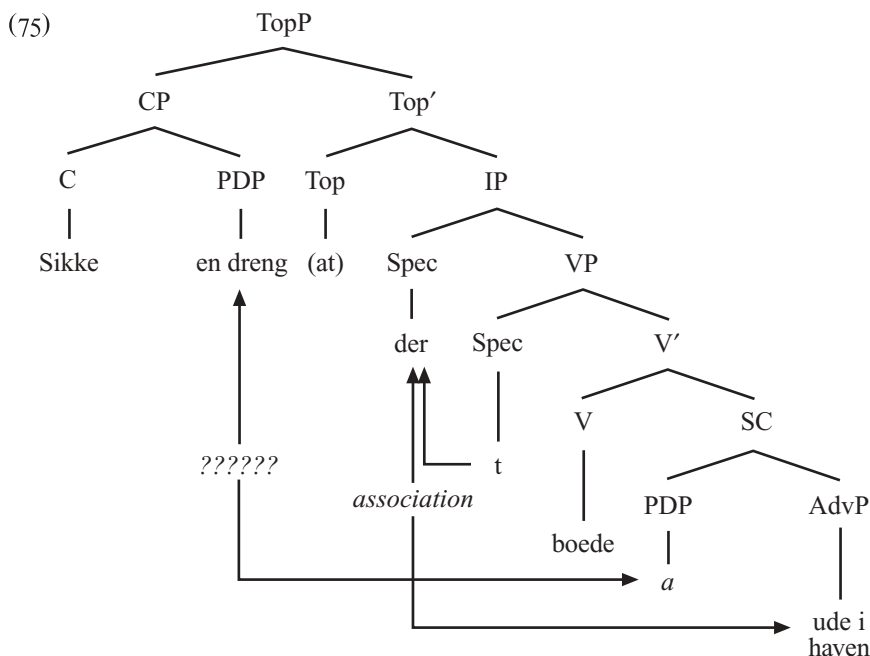 (75) TopP
CP Top′
C PDP Top IP
Sikke en dreng (at) Spec VP
der Spec V′
V SC
?????? t
association PDP AdvP
boede
a
ude i
haven